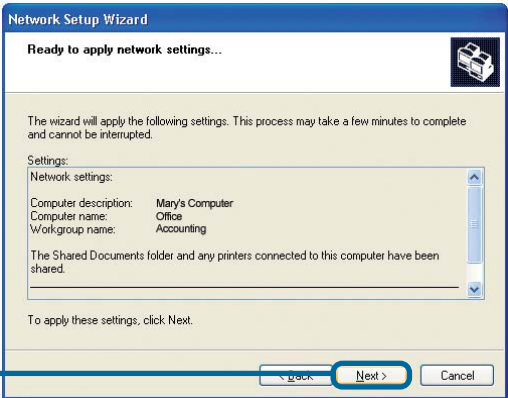 Network Setup Wizard
Ready to apply network settings...
The wizard will apply the following settings. This process may take a few minutes to complete
and cannot be interrupted.
Settings:
Network settings:
Computer description: Mary's Computer
Computer name: Office
Workgroup name: Accounting
The Shared Documents folder and any printers connected to this computer have been
shared.
To apply these settings, click Next.
< Back Next > Cancel